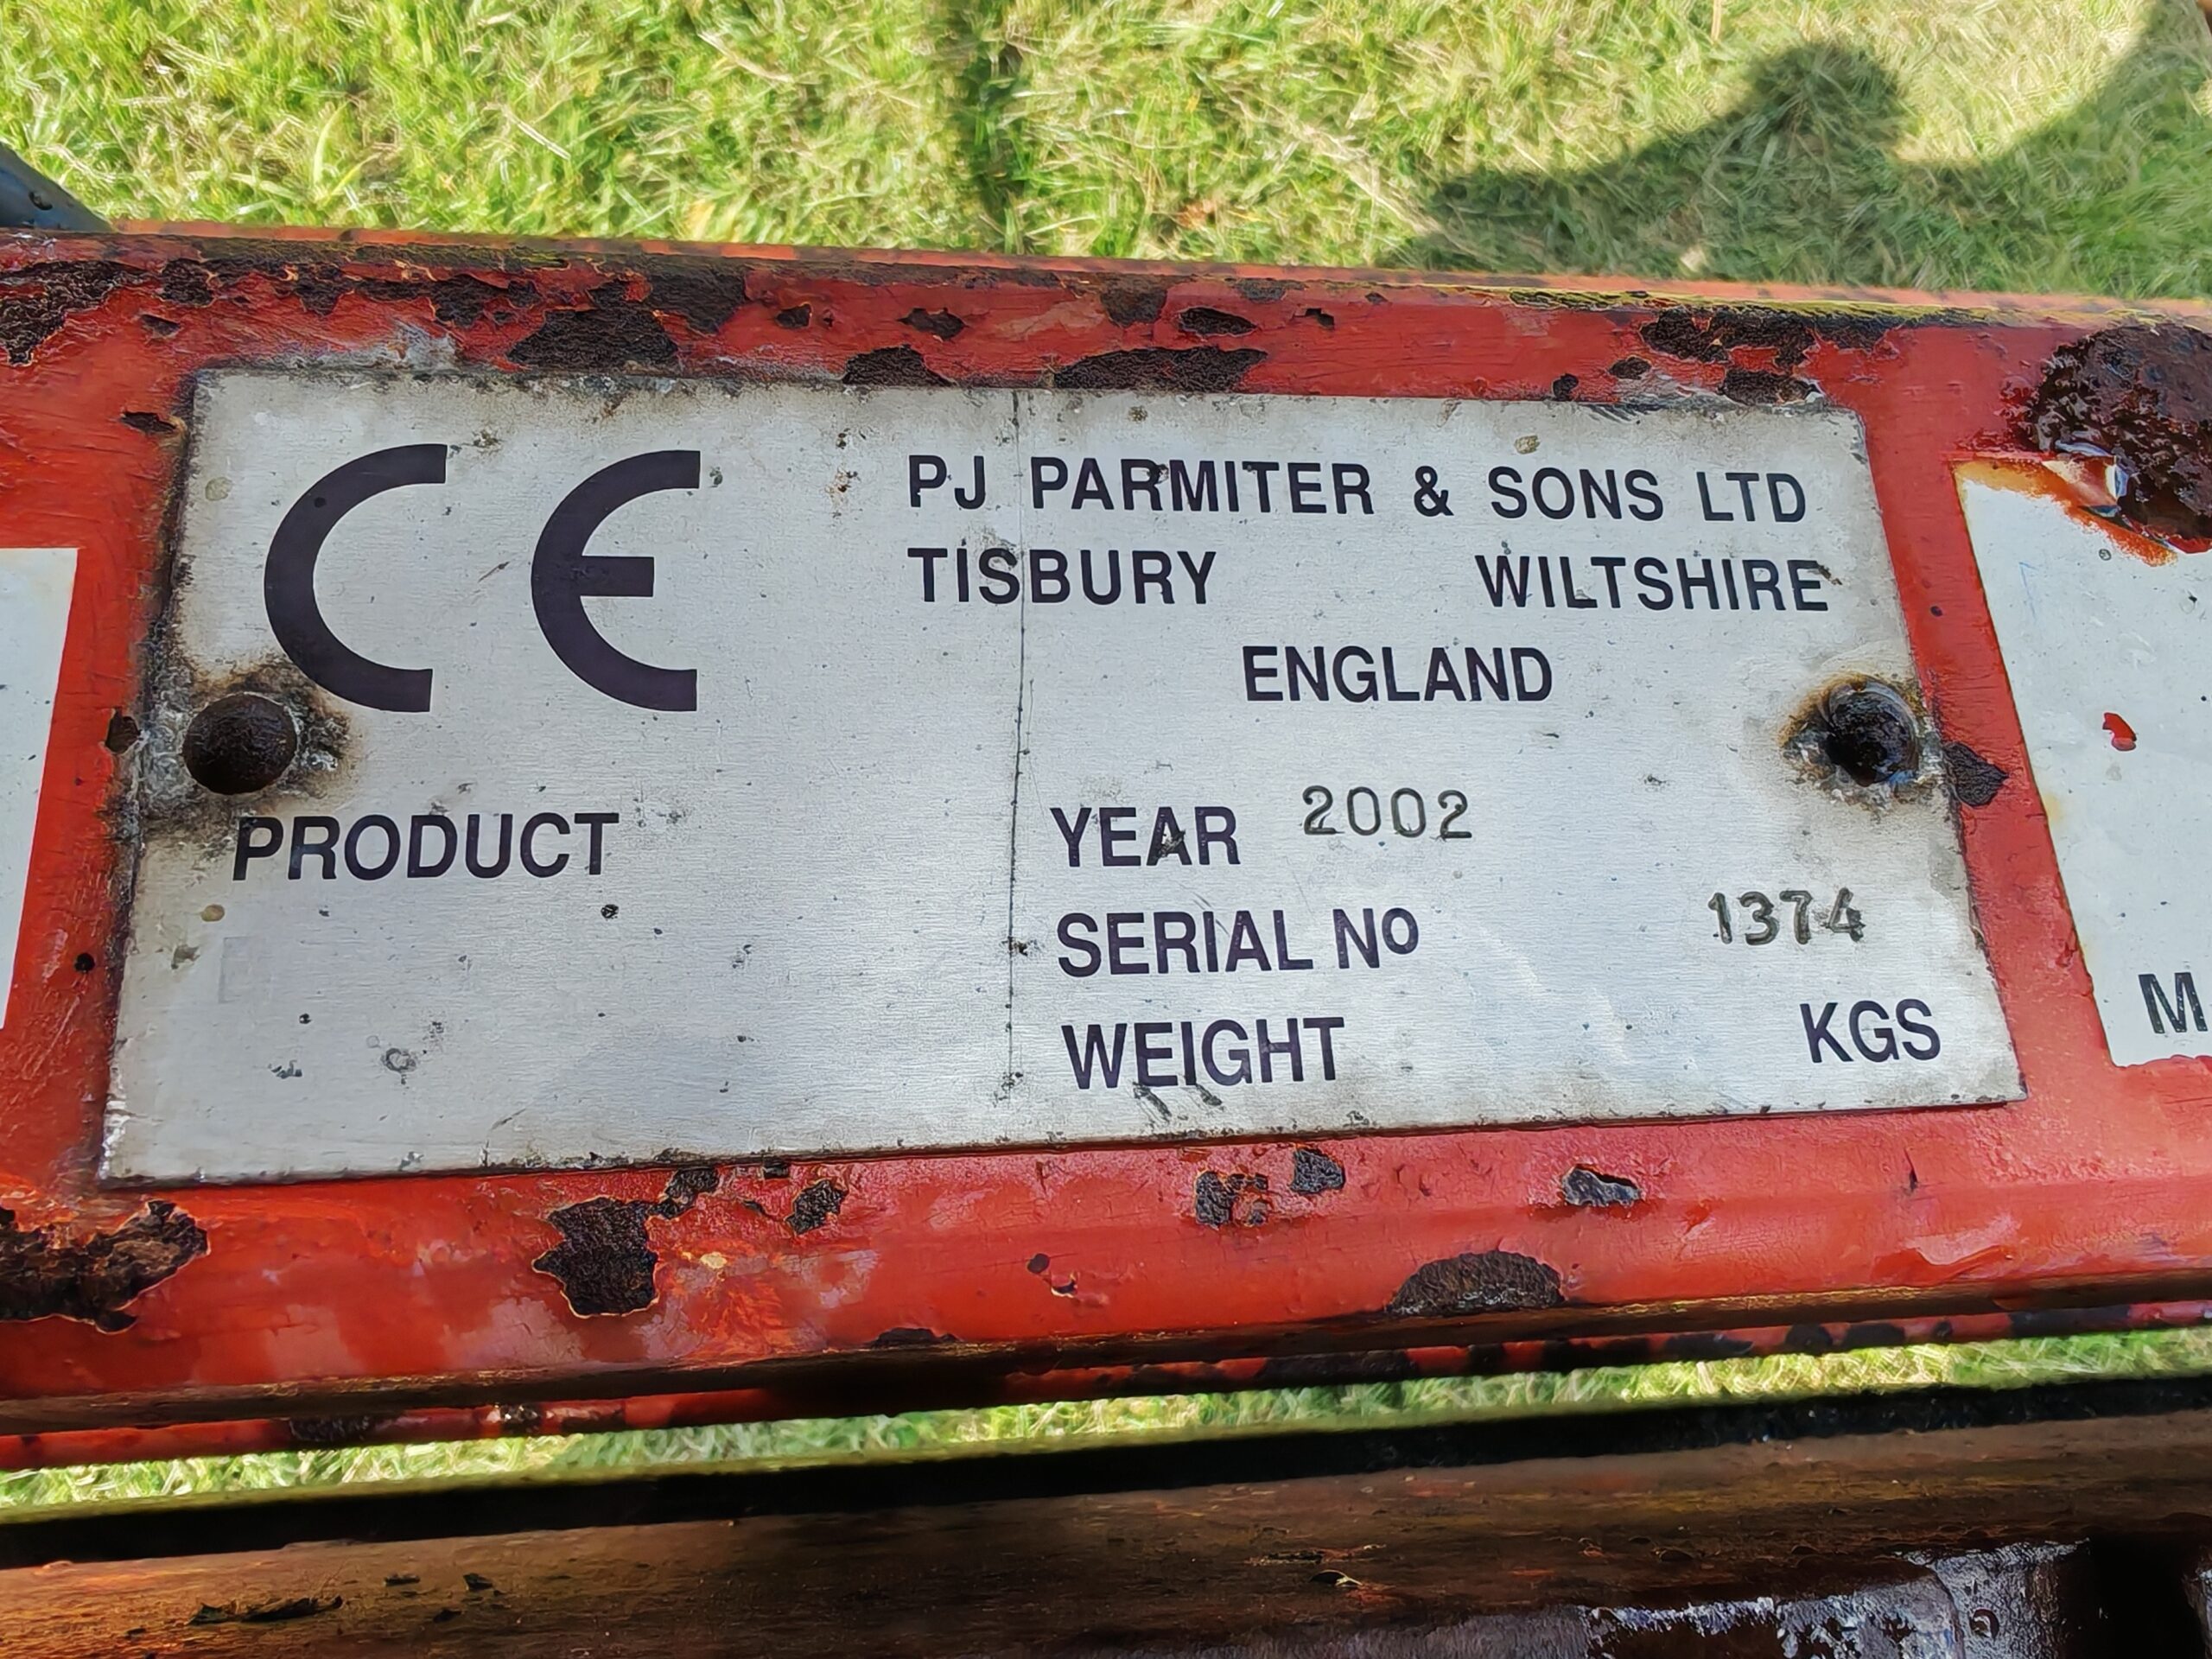 CE
PJ PARMITER & SONS LTD
TISBURY WILTSHIRE
ENGLAND
PRODUCT
YEAR 2002
SERIAL No 1374
WEIGHT KGS
M